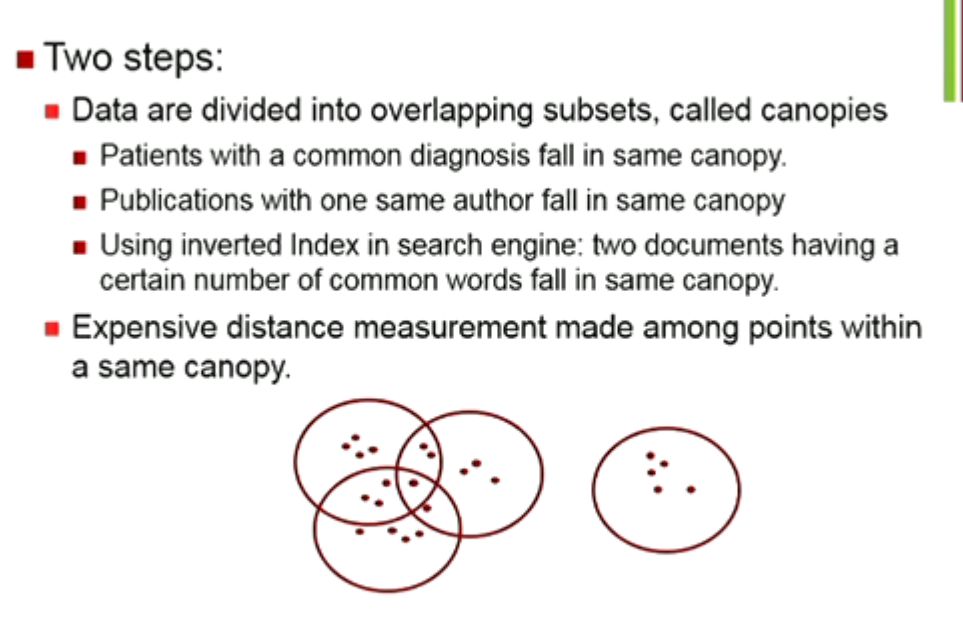 Two steps:
Data are divided into overlapping subsets, called canopies
Patients with a common diagnosis fall in same canopy.
Publications with one same author fall in same canopy
Using inverted Index in search engine: two documents having a
certain number of common words fall in same canopy.
Expensive distance measurement made among points within
a same canopy.